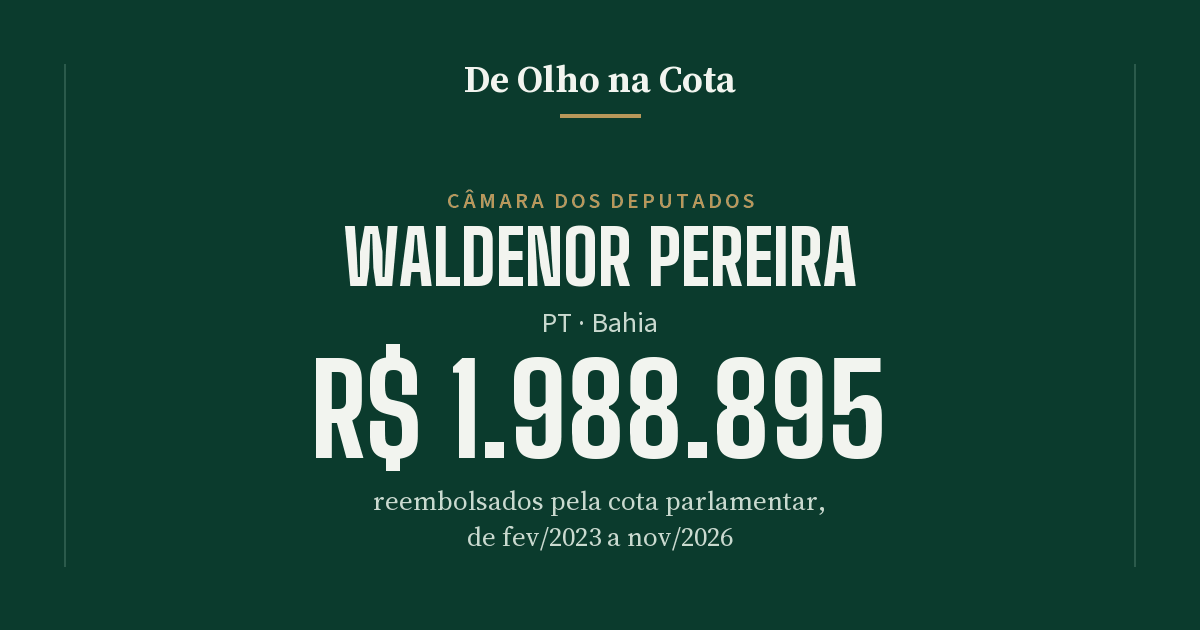 De Olho na Cota
CÂMARA DOS DEPUTADOS
WALDENOR PEREIRA
PT · Bahia
R$ 1.988.895
reembolsados pela cota parlamentar,
de fev/2023 a nov/2026